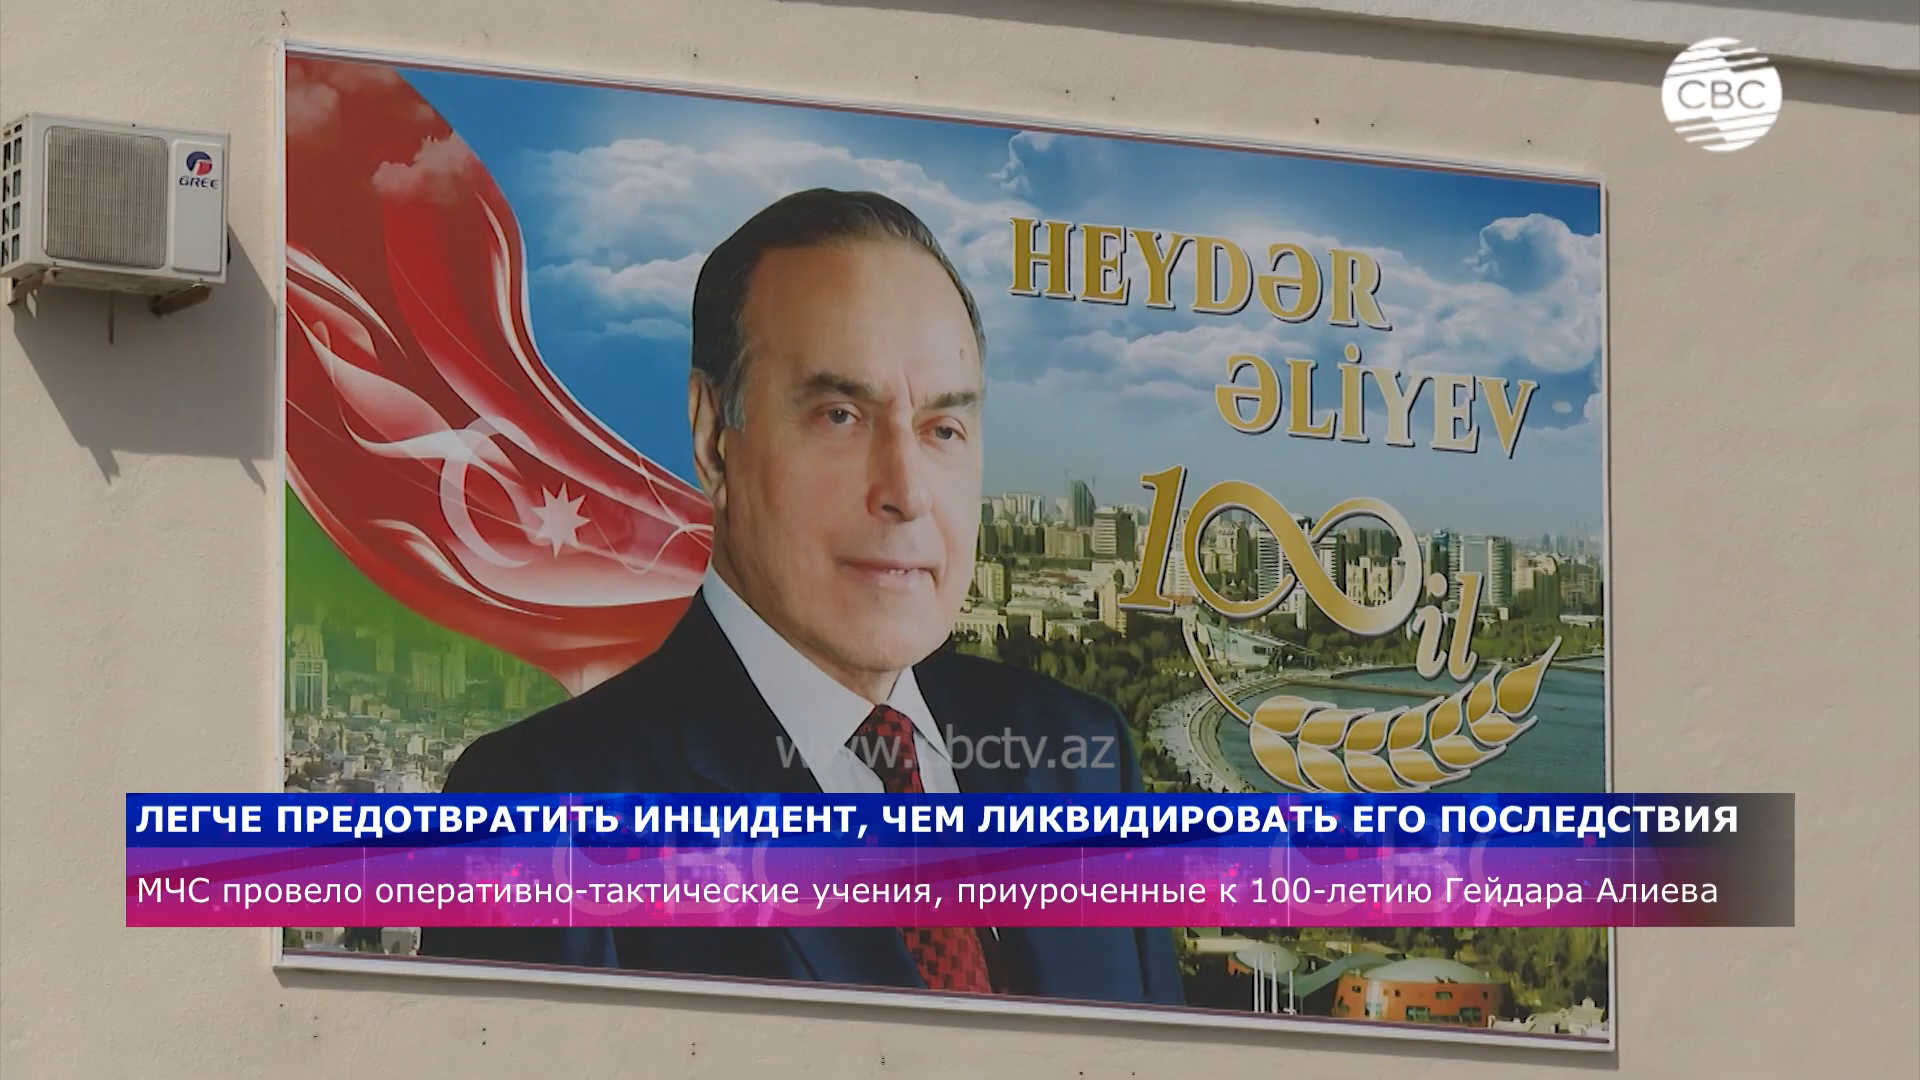 CBC
GREE
HEYDƏR
ƏLİYEV
100 il
www.cbctv.az
ЛЕГЧЕ ПРЕДОТВРАТИТЬ ИНЦИДЕНТ, ЧЕМ ЛИКВИДИРОВАТЬ ЕГО ПОСЛЕДСТВИЯ
МЧС провело оперативно-тактические учения, приуроченные к 100-летию Гейдара Алиева